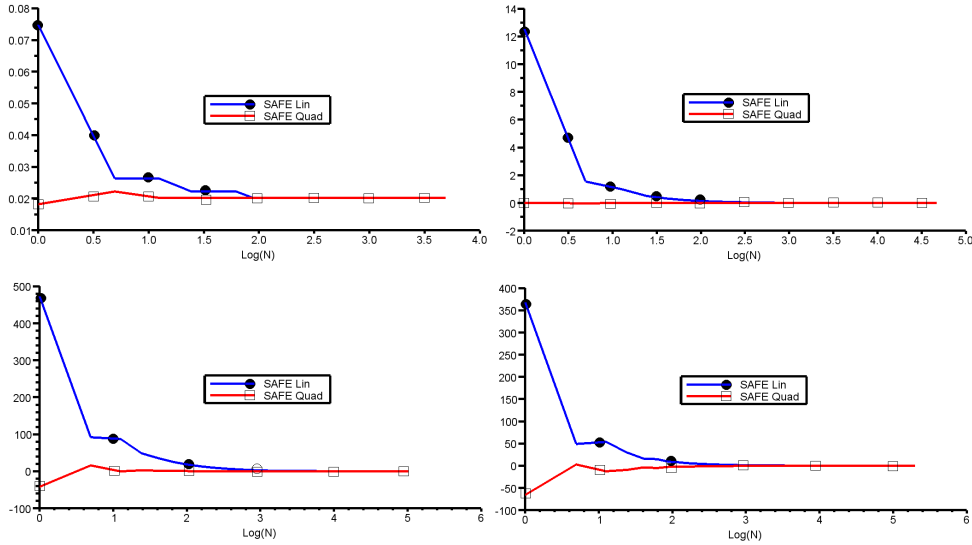 0.08
0.07
0.06
0.05
0.04
0.03
0.02
0.01
0.0 0.5 1.0 1.5 2.0 2.5 3.0 3.5 4.0
Log(N)
SAFE Lin
SAFE Quad
14
12
10
8
6
4
2
0
-2
0.0 0.5 1.0 1.5 2.0 2.5 3.0 3.5 4.0 4.5 5.0
Log(N)
SAFE Lin
SAFE Quad
500
400
300
200
100
0
-100
0 1 2 3 4 5 6
Log(N)
SAFE Lin
SAFE Quad
400
350
300
250
200
150
100
50
0
-50
-100
0 1 2 3 4 5 6
Log(N)
SAFE Lin
SAFE Quad